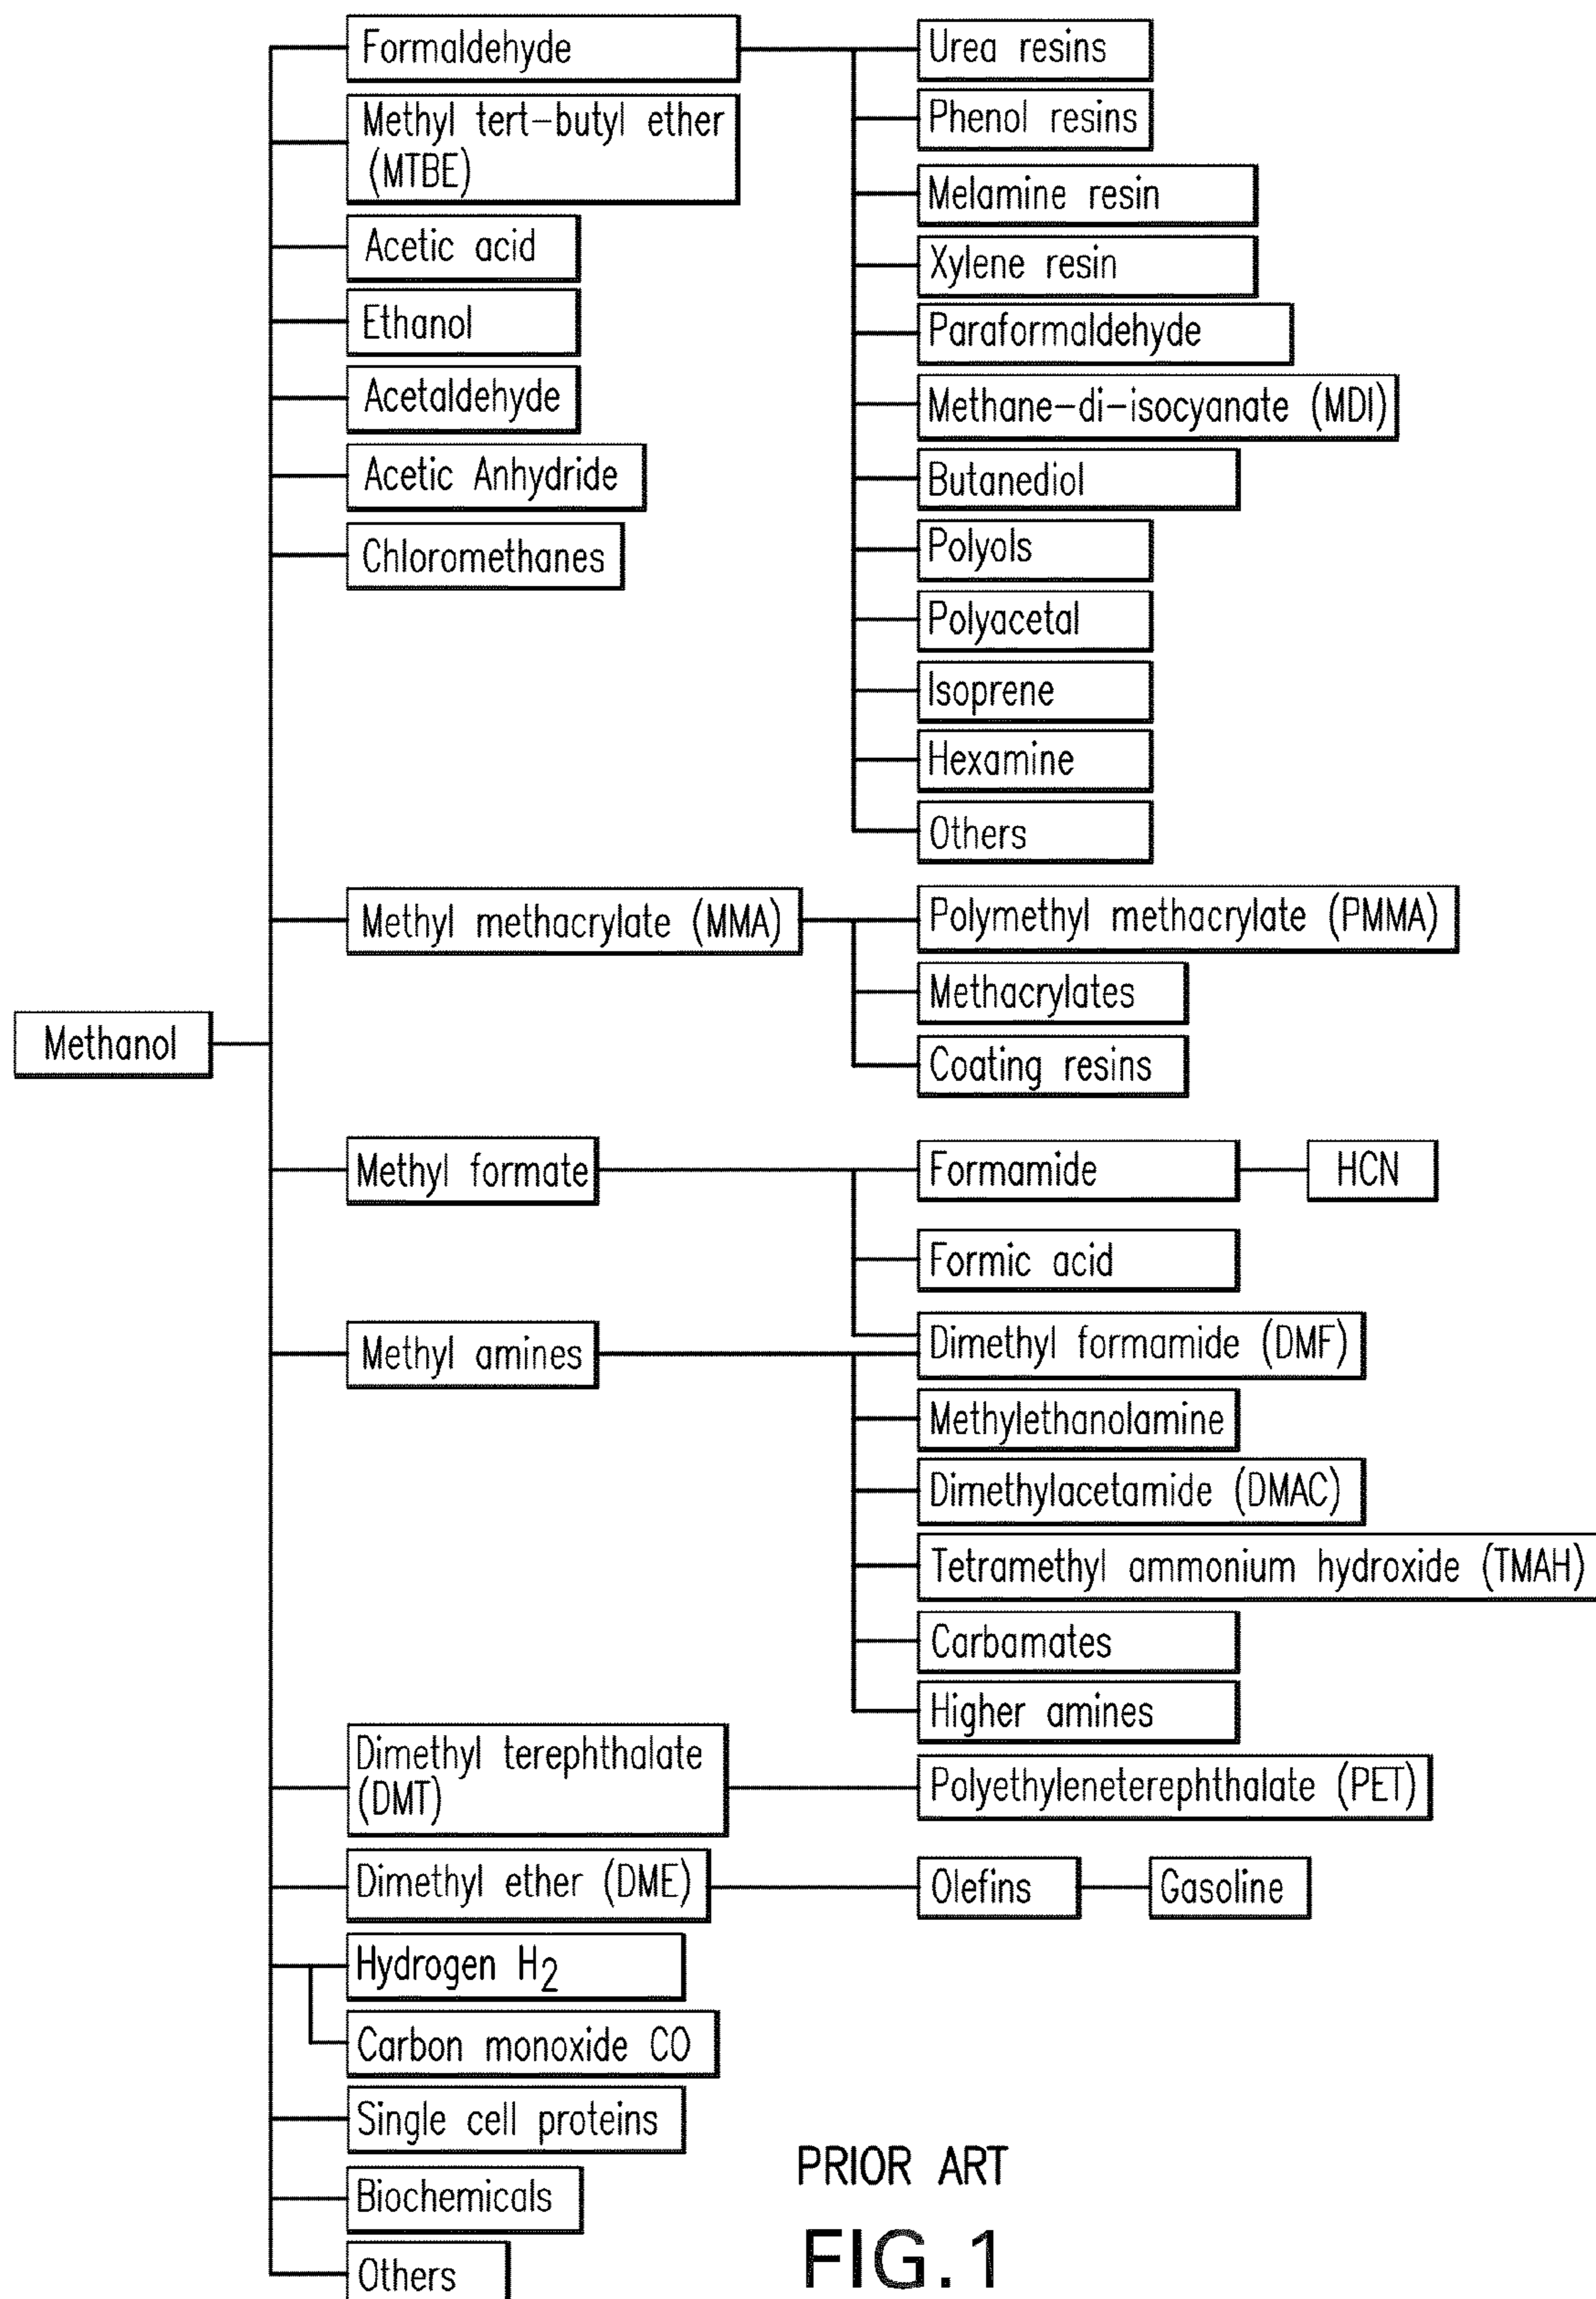 Formaldehyde
Urea resins
Methyl tert-butyl ether
(MTBE)
Phenol resins
Melamine resin
Acetic acid
Xylene resin
Ethanol
Paraformaldehyde
Acetaldehyde
Methane-di-isocyanate (MDI)
Acetic Anhydride
Butanediol
Chloromethanes
Polyols
Polyacetal
Isoprene
Hexamine
Others
Methyl methacrylate (MMA)
Polymethyl methacrylate (PMMA)
Methacrylates
Methanol
Coating resins
Methyl formate
Formamide
HCN
Formic acid
Methyl amines
Dimethyl formamide (DMF)
Methylethanolamine
Dimethylacetamide (DMAC)
Tetramethyl ammonium hydroxide (TMAH)
Carbamates
Higher amines
Dimethyl terephthalate
(DMT)
Polyethyleneterephthalate (PET)
Dimethyl ether (DME)
Olefins
Gasoline
Hydrogen H2
Carbon monoxide CO
Single cell proteins
Biochemicals
Others
PRIOR ART
FIG.1